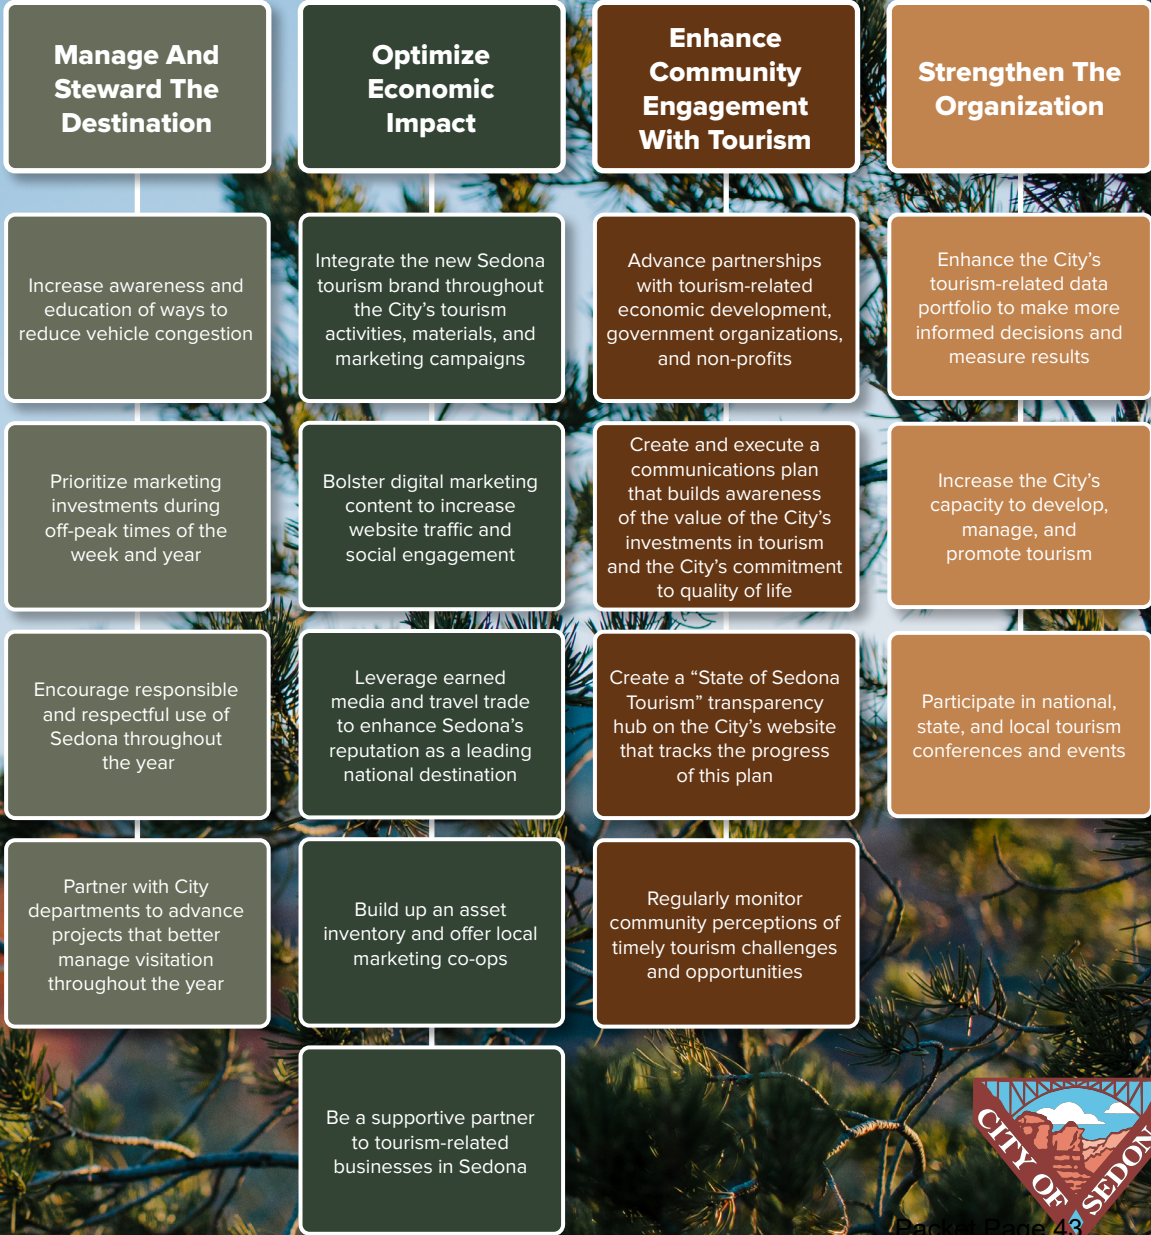 Manage And
Steward The
Destination
Increase awareness and
education of ways to
reduce vehicle congestion
Prioritize marketing
investments during
off-peak times of the
week and year
Encourage responsible
and respectful use of
Sedona throughout
the year
Partner with City
departments to advance
projects that better
manage visitation
throughout the year
Optimize
Economic
Impact
Integrate the new Sedona
tourism brand throughout
the City’s tourism
activities, materials, and
marketing campaigns
Bolster digital marketing
content to increase
website traffic and
social engagement
Leverage earned
media and travel trade
to enhance Sedona’s
reputation as a leading
national destination
Build up an asset
inventory and offer local
marketing co-ops
Be a supportive partner
to tourism-related
businesses in Sedona
Enhance
Community
Engagement
With Tourism
Advance partnerships
with tourism-related
economic development,
government organizations,
and non-profits
Create and execute a
communications plan
that builds awareness
of the value of the City’s
investments in tourism
and the City’s commitment
to quality of life
Create a “State of Sedona
Tourism” transparency
hub on the City’s website
that tracks the progress
of this plan
Regularly monitor
community perceptions of
timely tourism challenges
and opportunities
Strengthen The
Organization
Enhance the City’s
tourism-related data
portfolio to make more
informed decisions and
measure results
Increase the City’s
capacity to develop,
manage, and
promote tourism
Participate in national,
state, and local tourism
conferences and events
CITY OF
SEDON
Packet Page 43